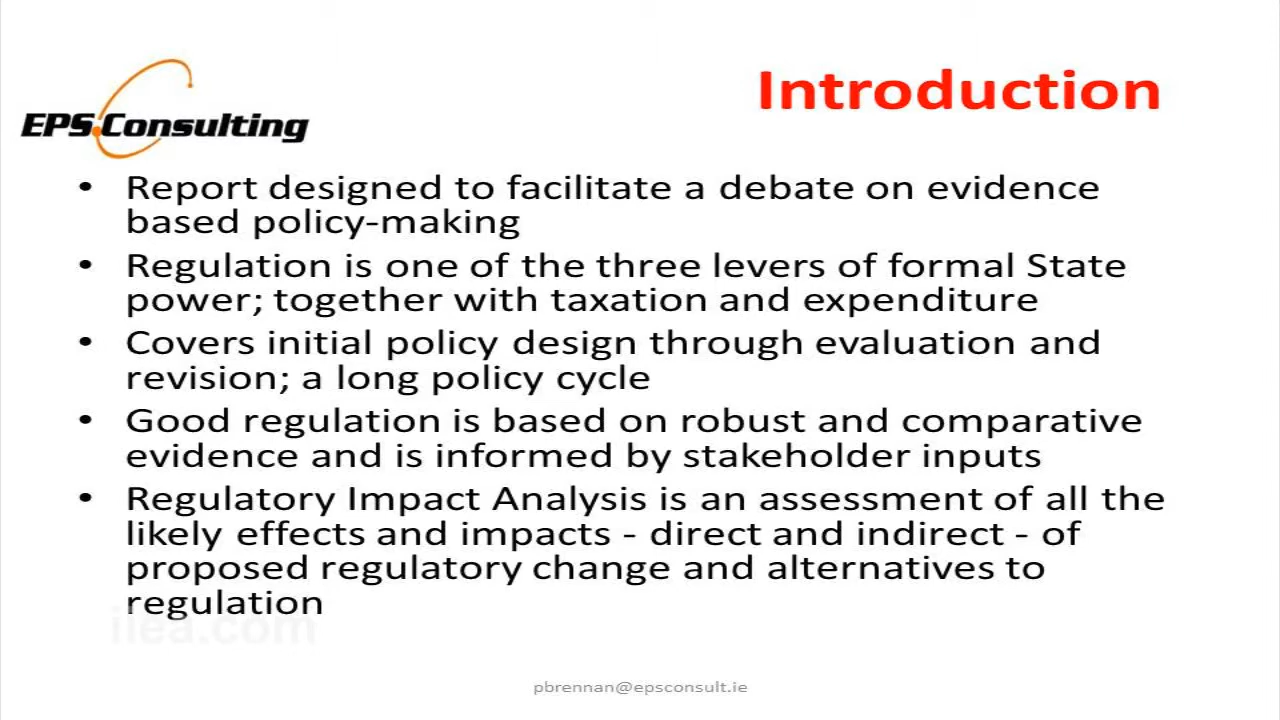 Introduction
EPS Consulting
• Report designed to facilitate a debate on evidence
based policy-making
• Regulation is one of the three levers of formal State
power; together with taxation and expenditure
• Covers initial policy design through evaluation and
revision; a long policy cycle
• Good regulation is based on robust and comparative
evidence and is informed by stakeholder inputs
• Regulatory Impact Analysis is an assessment of all the
likely effects and impacts - direct and indirect - of
proposed regulatory change and alternatives to
regulation
ilea.com
pbrennan@epsconsult.ie